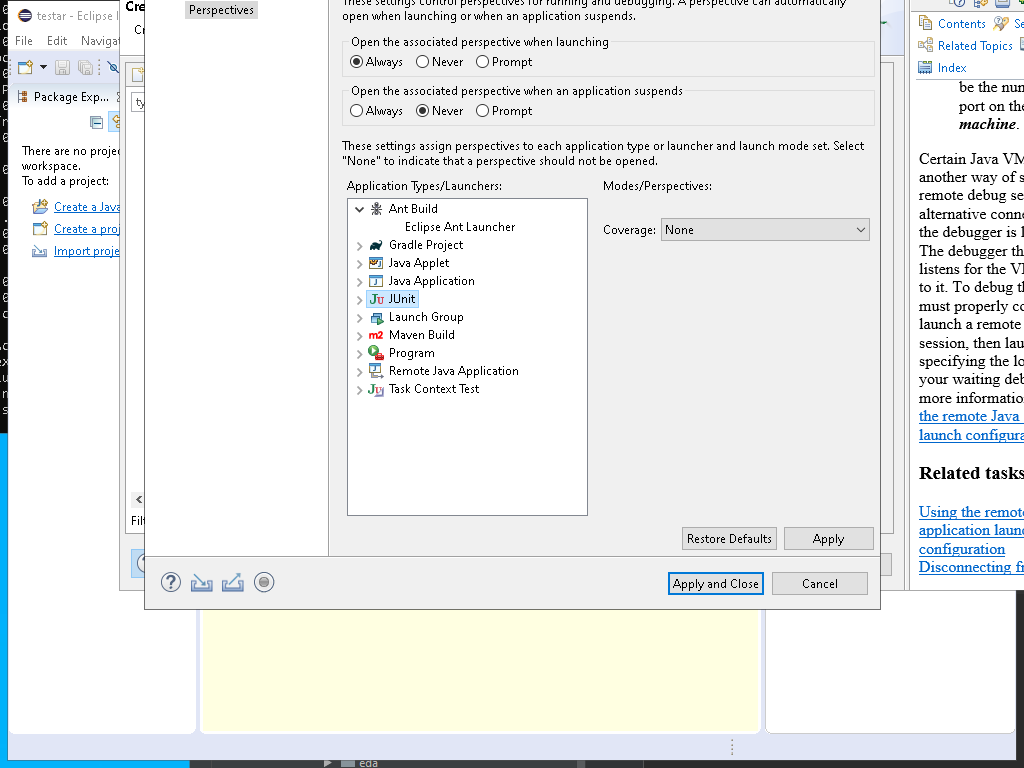 testar - Eclipse I
File Edit Navigat
Package Exp...
There are no proje
workspace.
To add a project:
Create a Java
Create a proj
Import proje
Cre
Cr
ty
Filt
Perspectives
These settings control perspectives for running and debugging. A perspective can automatically
open when launching or when an application suspends.
Open the associated perspective when launching
Always Never Prompt
Open the associated perspective when an application suspends
Always Never Prompt
These settings assign perspectives to each application type or launcher and launch mode set. Select
"None" to indicate that a perspective should not be opened.
Application Types/Launchers:
Ant Build
Eclipse Ant Launcher
Gradle Project
Java Applet
Java Application
JUnit
Launch Group
Maven Build
Program
Remote Java Application
Task Context Test
Modes/Perspectives:
Coverage: None
Restore Defaults Apply
Apply and Close Cancel
Contents Se
Related Topics
Index
be the num
port on the
machine.
Certain Java VM
another way of s
remote debug se
alternative conne
the debugger is l
The debugger th
listens for the VM
to it. To debug th
must properly co
launch a remote
session, then lau
specifying the lo
your waiting deb
more information
the remote Java
launch configura
Related tasks
Using the remote
application launc
configuration
Disconnecting fr
eda